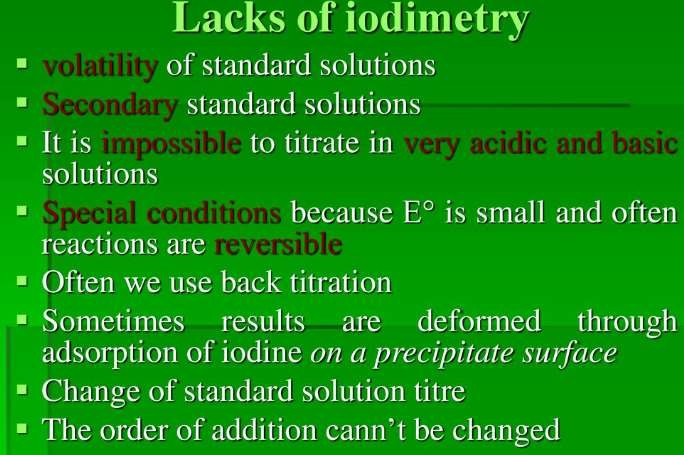 Lacks of iodimetry
volatility of standard solutions
Secondary standard solutions
It is impossible to titrate in very acidic and basic
solutions
Special conditions because E° is small and often
reactions are reversible
Often we use back titration
Sometimes results are deformed through
adsorption of iodine on a precipitate surface
Change of standard solution titre
The order of addition cann’t be changed